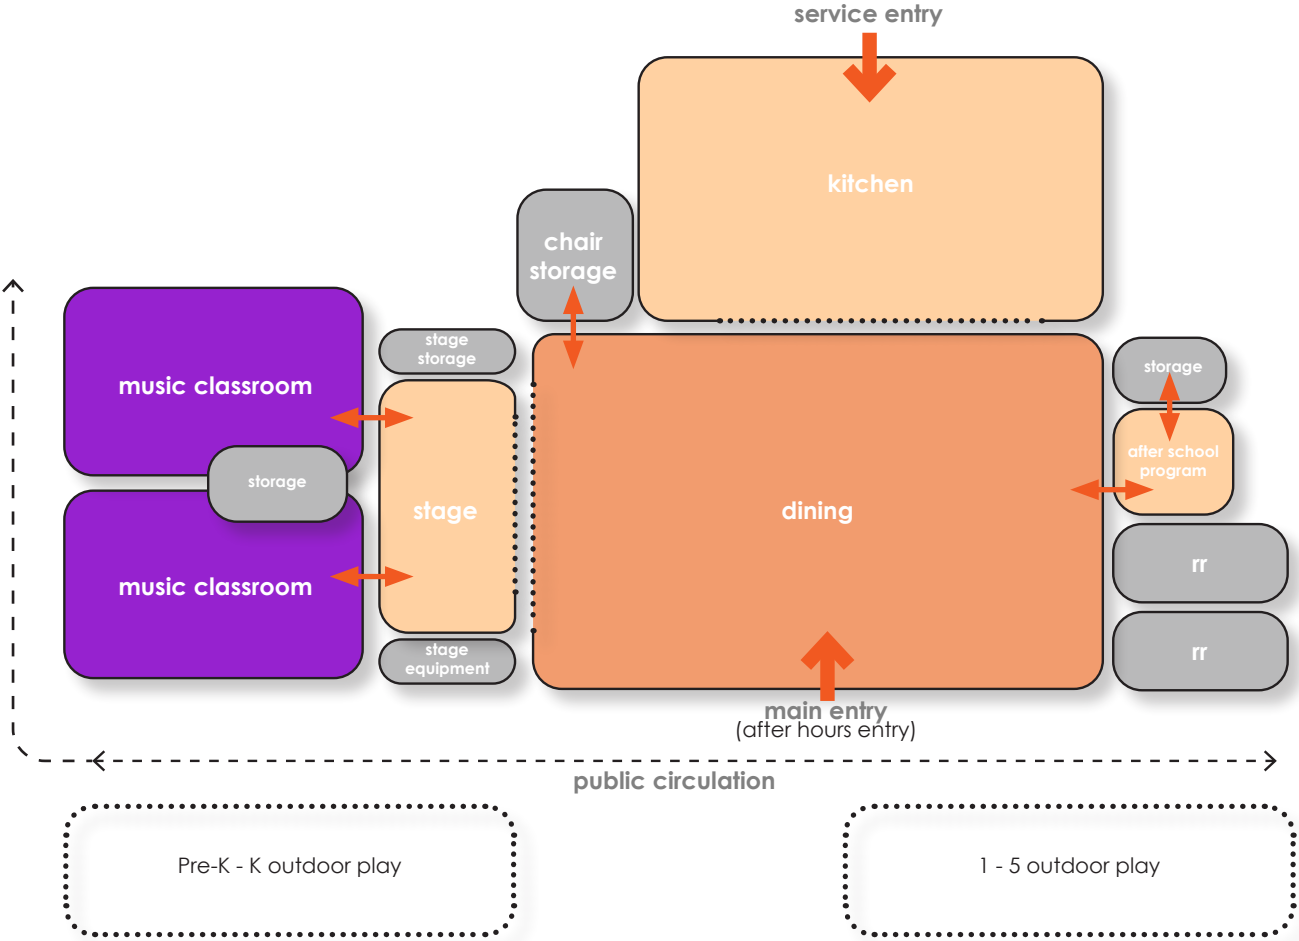 service entry
kitchen
chair
storage
stage
storage
music classroom
storage
after school
program
storage
stage
dining
rr
music classroom
rr
stage
equipment
main entry
(after hours entry)
public circulation
Pre-K - K outdoor play
1 - 5 outdoor play